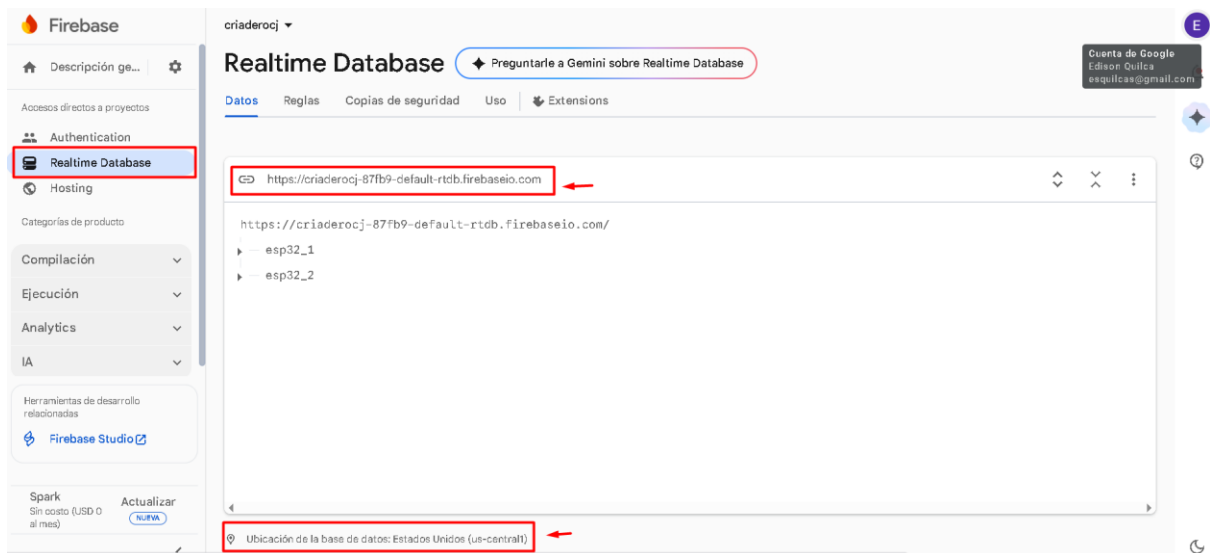 Firebase
Descripción ge...
Accesos directos a proyectos
Authentication
Realtime Database
Hosting
Categorías de producto
Compilación
Ejecución
Analytics
IA
Herramientas de desarrollo
relacionadas
Firebase Studio
Spark
Sin costo (USD 0
al mes)
Actualizar
NUEVA
criaderocj
Realtime Database
Preguntarle a Gemini sobre Realtime Database
Datos Reglas Copias de seguridad Uso Extensions
https://criaderocj-87fb9-default-rtdb.firebaseio.com
https://criaderocj-87fb9-default-rtdb.firebaseio.com/
esp32_1
esp32_2
Ubicación de la base de datos: Estados Unidos (us-central1)
E
Cuenta de Google
Edison Quilca
esquilcas@gmail.com